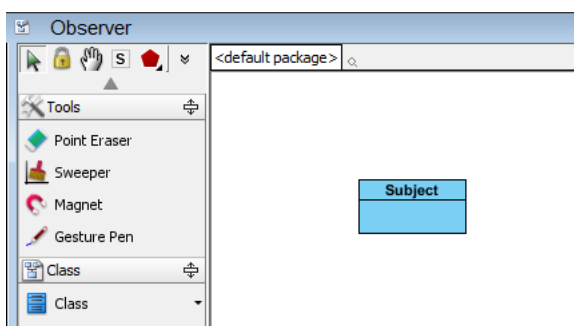 Observer
S
<default package>
Tools
Point Eraser
Sweeper
Magnet
Gesture Pen
Class
Class
Subject